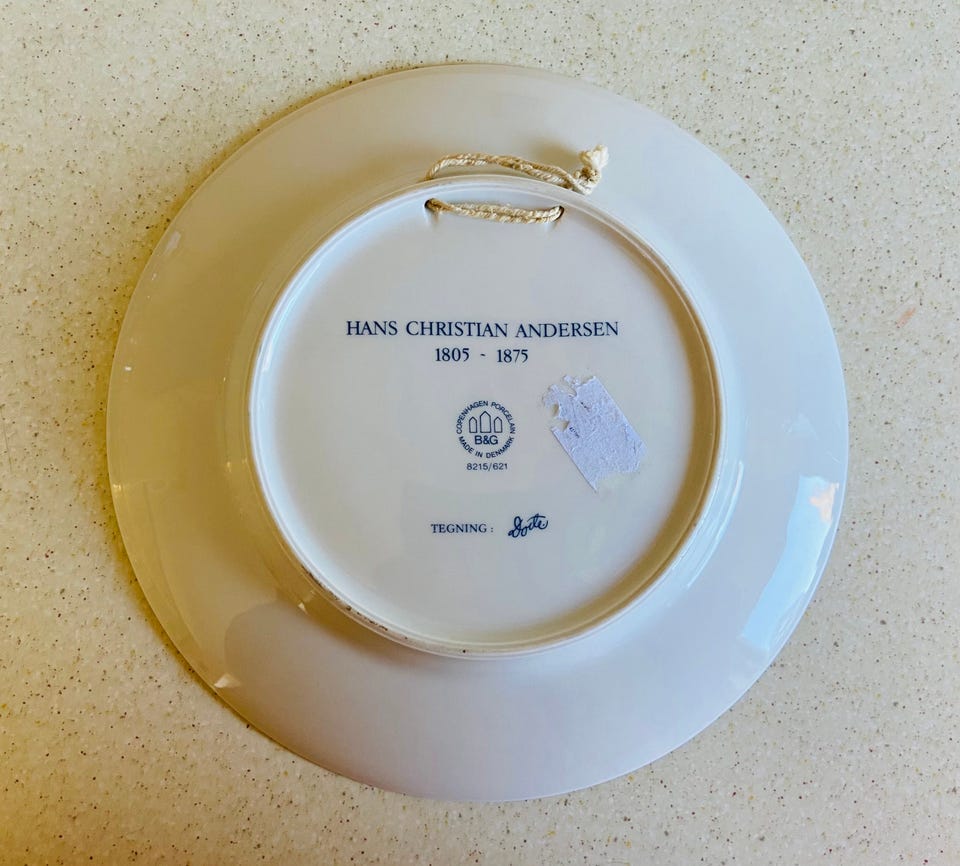 HANS CHRISTIAN ANDERSEN
1805 - 1875
COPENHAGEN PORCELAIN
B&G
MADE IN DENMARK
8215/621
TEGNING :